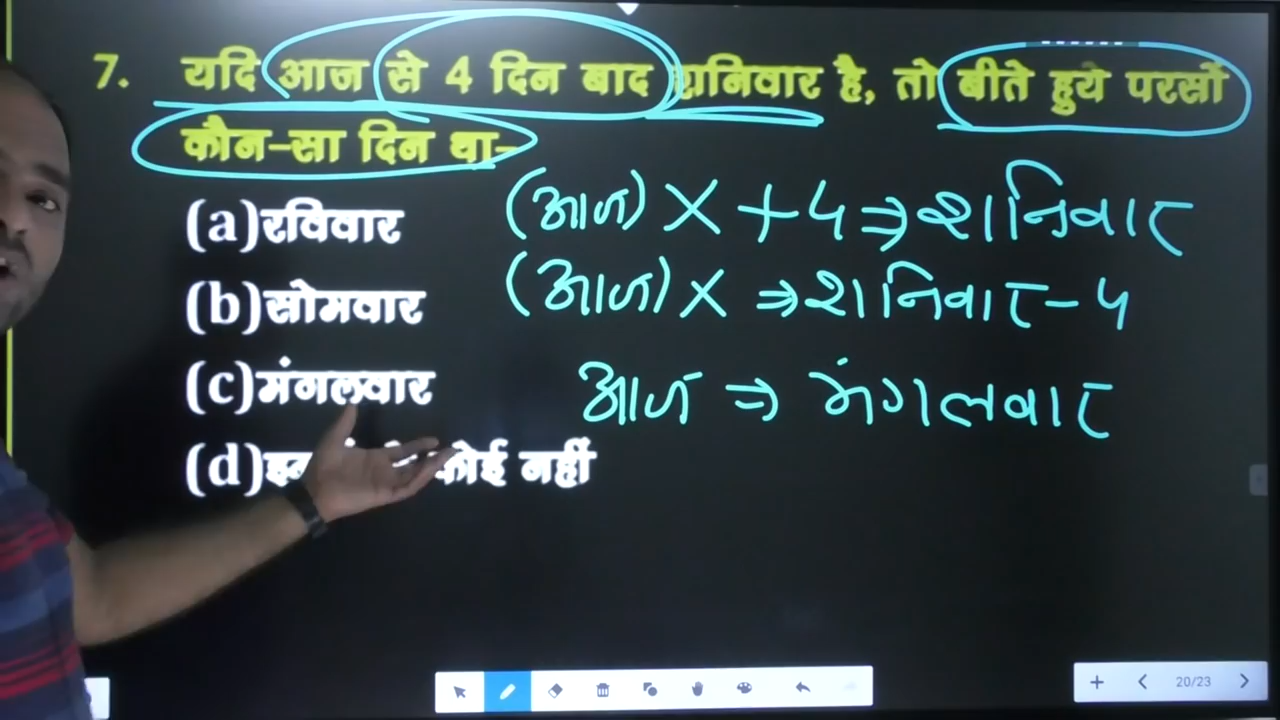 7. यदि आज से 4 दिन बाद शनिवार है, तो बीते हुये परसों
कौन-सा दिन था-
(a)रविवार
(b)सोमवार
(c)मंगलवार
(d)कोई नहीं
(आज) X + 4 ⇒ शनिवार
(आज) X ⇒ शनिवार - 4
आज ⇒ मंगलवार
20/23